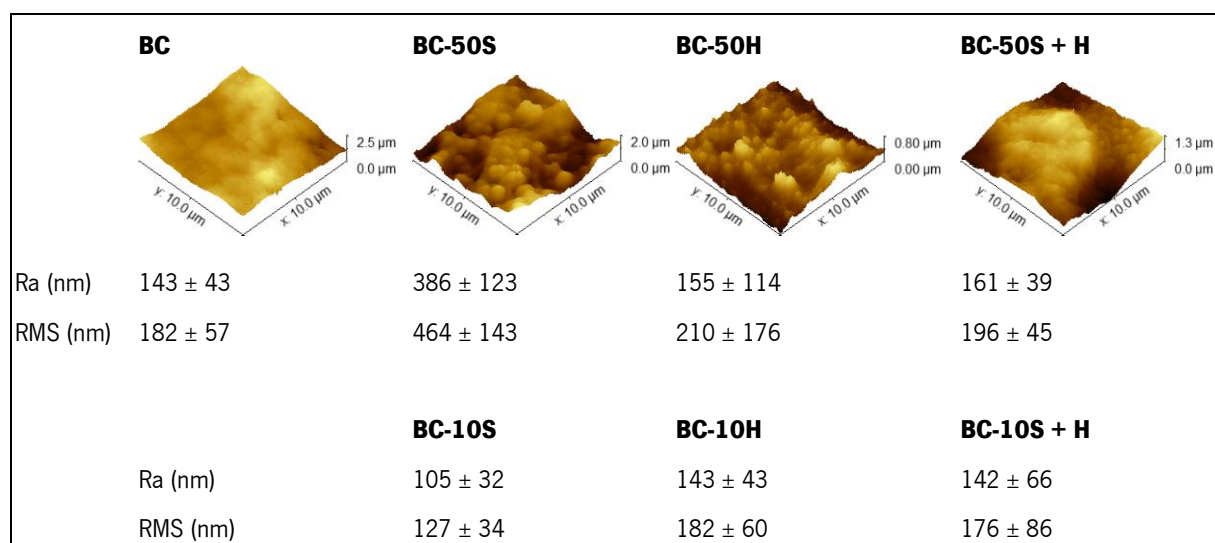 BC BC-50S BC-50H BC-50S + H
2.5 µm 2.0 µm 0.80 µm 1.3 µm
0.0 µm 0.0 µm 0.00 µm 0.0 µm
y: 10.0 µm x: 10.0 µm y: 10.0 µm x: 10.0 µm y: 10.0 µm x: 10.0 µm y: 10.0 µm x: 10.0 µm
Ra (nm) 143 ± 43 386 ± 123 155 ± 114 161 ± 39
RMS (nm) 182 ± 57 464 ± 143 210 ± 176 196 ± 45
BC-10S BC-10H BC-10S + H
Ra (nm) 105 ± 32 143 ± 43 142 ± 66
RMS (nm) 127 ± 34 182 ± 60 176 ± 86